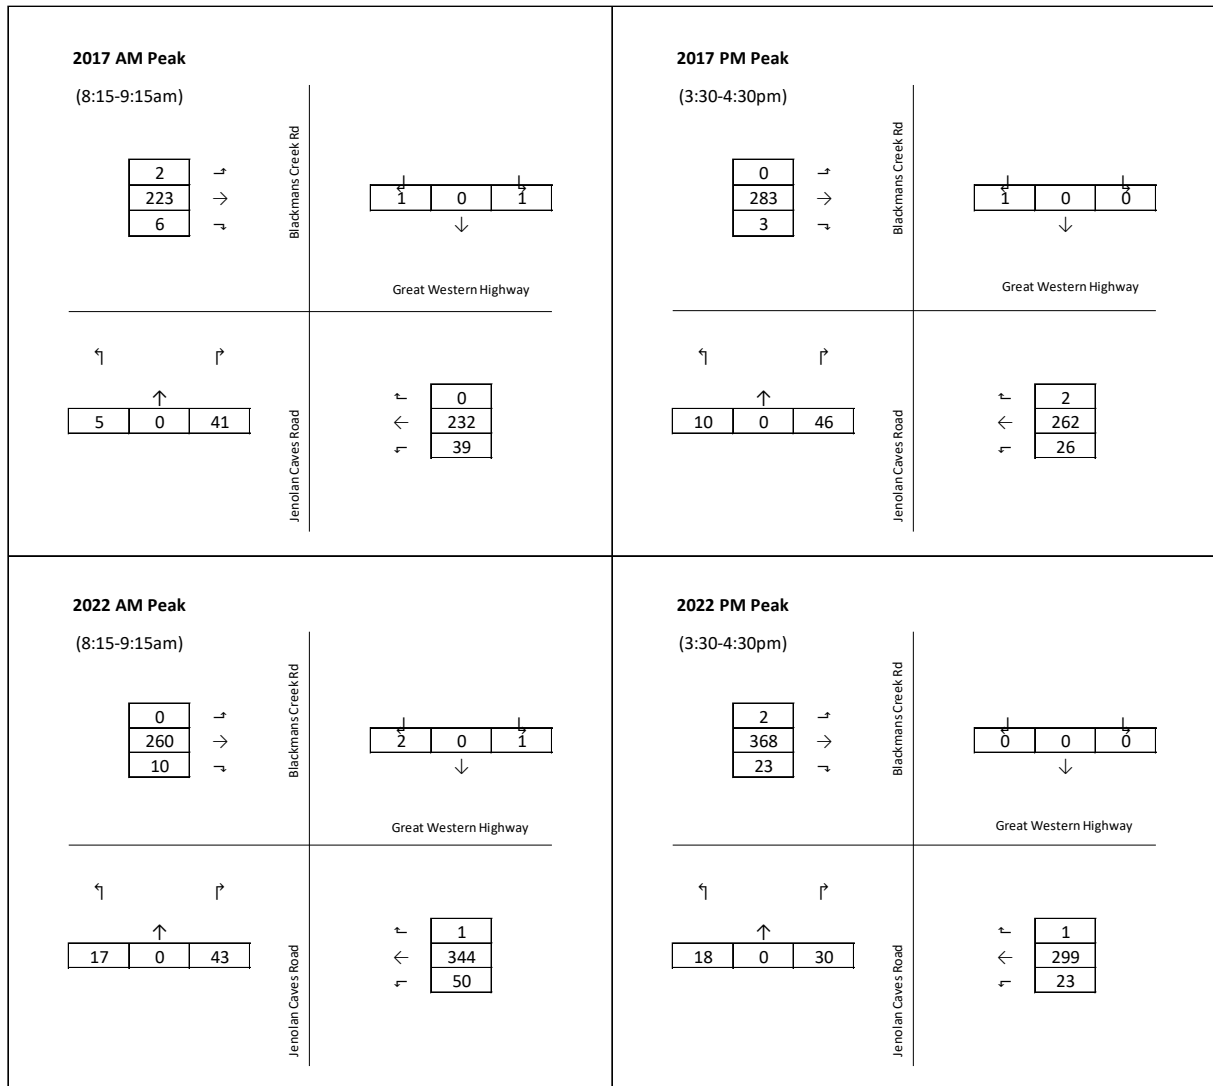 2017 AM Peak
(8:15-9:15am)
Blackmans Creek Rd
2
223
6
1 0 1
Great Western Highway
5 0 41
Jenolan Caves Road
0
232
39
2017 PM Peak
(3:30-4:30pm)
Blackmans Creek Rd
0
283
3
1 0 0
Great Western Highway
10 0 46
Jenolan Caves Road
2
262
26
2022 AM Peak
(8:15-9:15am)
Blackmans Creek Rd
0
260
10
2 0 1
Great Western Highway
17 0 43
Jenolan Caves Road
1
344
50
2022 PM Peak
(3:30-4:30pm)
Blackmans Creek Rd
2
368
23
0 0 0
Great Western Highway
18 0 30
Jenolan Caves Road
1
299
23